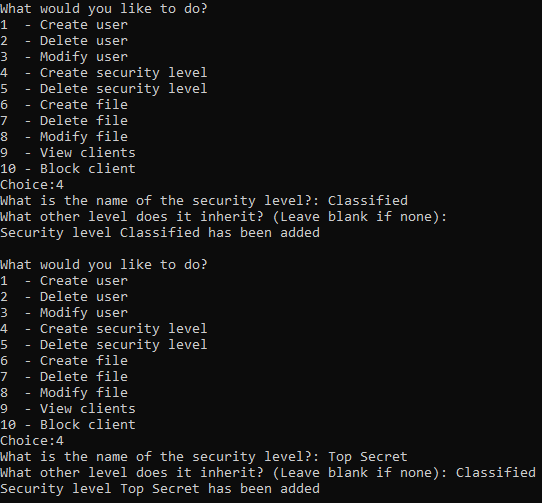 What would you like to do?
1  - Create user
2  - Delete user
3  - Modify user
4  - Create security level
5  - Delete security level
6  - Create file
7  - Delete file
8  - Modify file
9  - View clients
10 - Block client
Choice:4
What is the name of the security level?: Classified
What other level does it inherit? (Leave blank if none):
Security level Classified has been added

What would you like to do?
1  - Create user
2  - Delete user
3  - Modify user
4  - Create security level
5  - Delete security level
6  - Create file
7  - Delete file
8  - Modify file
9  - View clients
10 - Block client
Choice:4
What is the name of the security level?: Top Secret
What other level does it inherit? (Leave blank if none): Classified
Security level Top Secret has been added